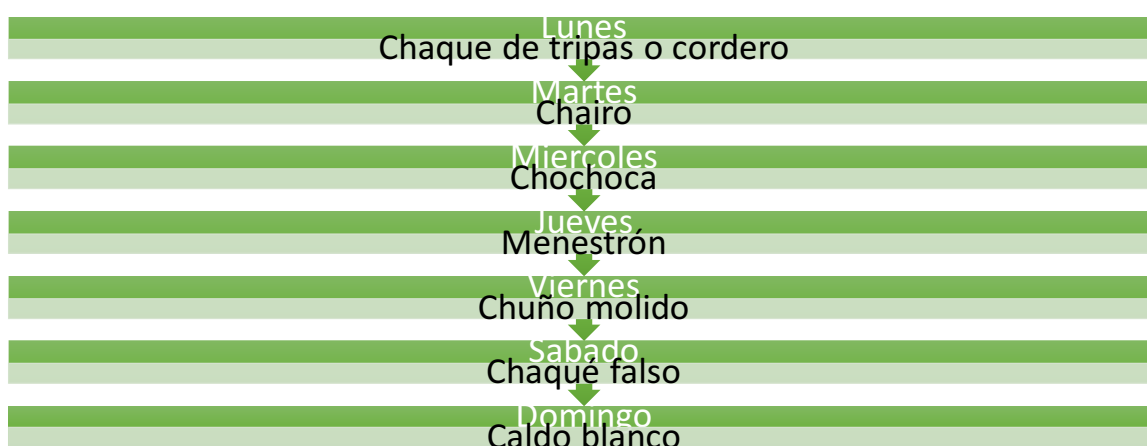 Lunes
Chaque de tripas o cordero
Martes
Chairo
Miercoles
Chochoca
Jueves
Menestrón
Viernes
Chuño molido
Sabado
Chaqué falso
Domingo
Caldo blanco